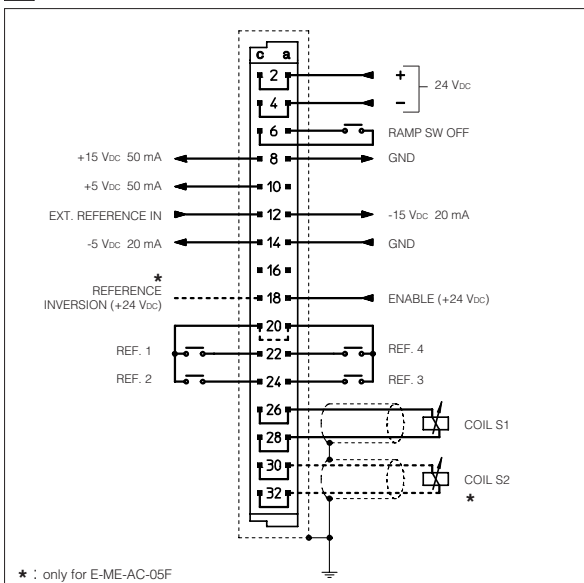 c a
2 + 24 VDC
4 -
6 RAMP SW OFF
+15 VDC 50 mA 8 GND
+5 VDC 50 mA 10
EXT. REFERENCE IN 12 -15 VDC 20 mA
-5 VDC 20 mA 14 GND
16
*
REFERENCE
INVERSION (+24 VDC) 18 ENABLE (+24 VDC)
20
REF. 1 22 REF. 4
REF. 2 24 REF. 3
26 COIL S1
28
30 COIL S2
32 *
* : only for E-ME-AC-05F